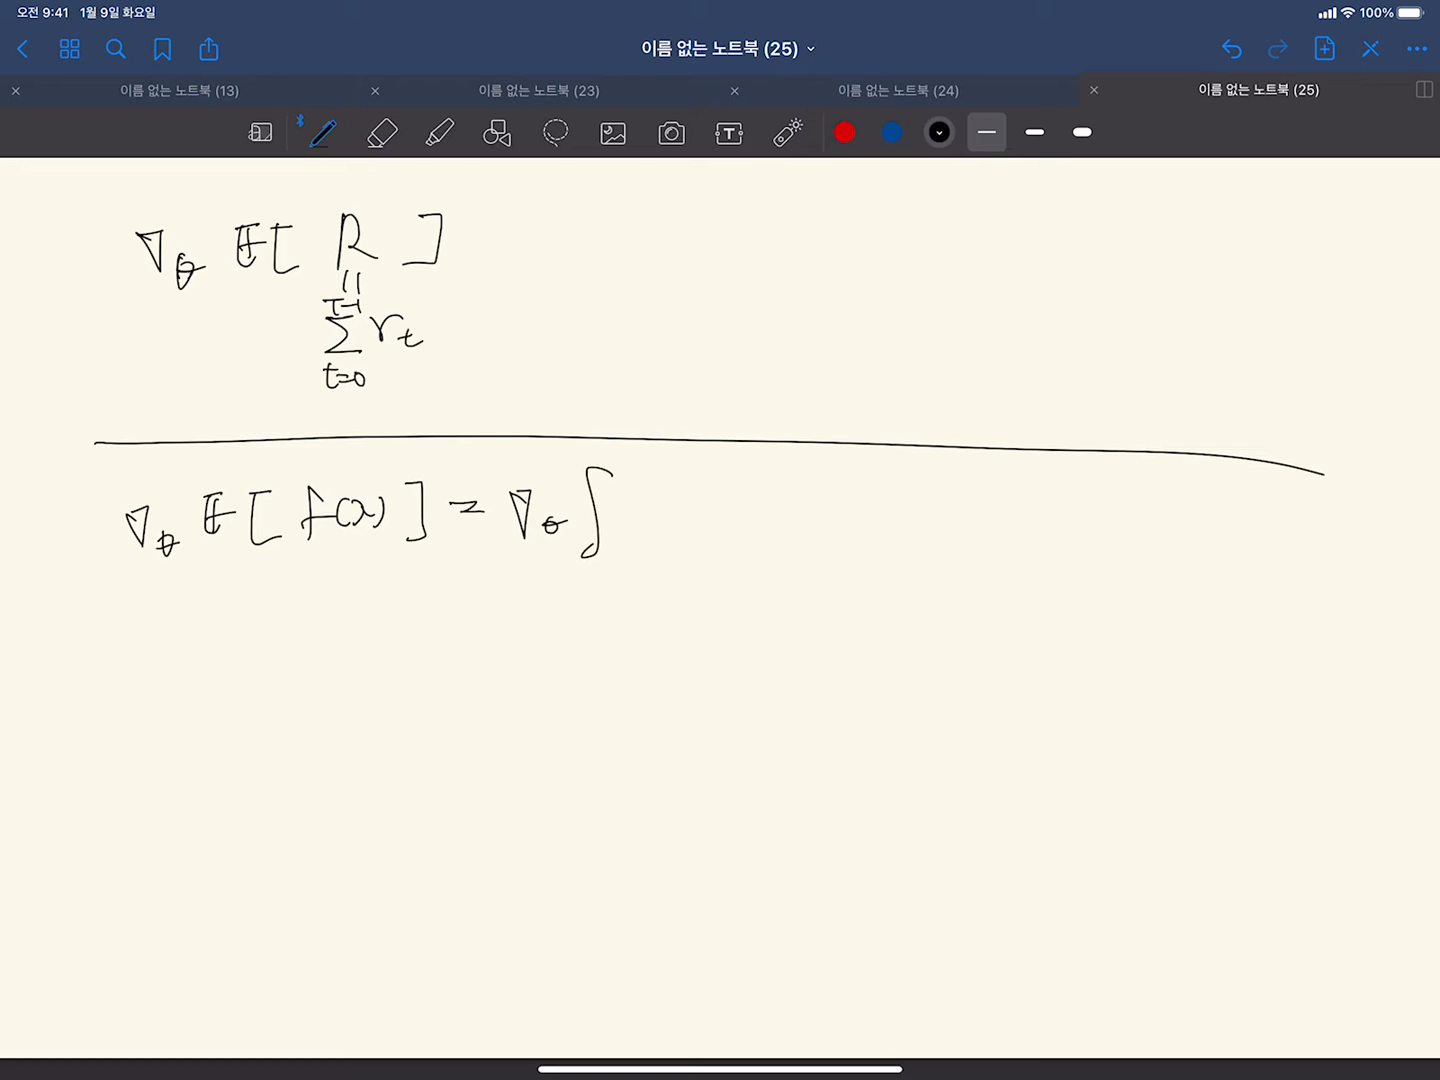 오전 9:41 1월 9일 화요일 100%
이름 없는 노트북 (25)
이름 없는 노트북 (13) 이름 없는 노트북 (23) 이름 없는 노트북 (24) 이름 없는 노트북 (25)
T
∇θ 𝔼[ R ]
=
T-1
∑ rt
t=0
∇θ 𝔼[ f(x) ] = ∇θ ∫